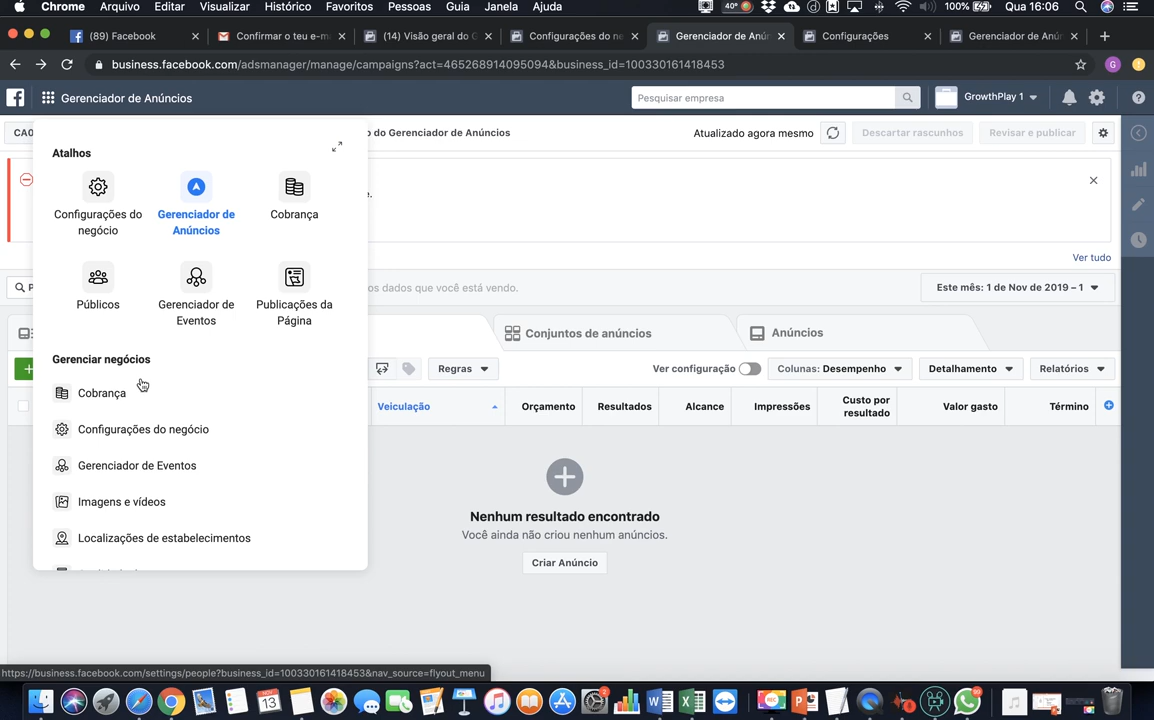 Chrome Arquivo Editar Visualizar Histórico Favoritos Pessoas Guia Janela Ajuda 40° 100% Qua 16:06
(89) Facebook
Confirmar o teu e-m
(14) Visão geral do G
Configurações do ne
Gerenciador de Anún
Configurações
Gerenciador de Anún
business.facebook.com/adsmanager/manage/campaigns?act=465268914095094&business_id=100330161418453
G
Gerenciador de Anúncios
Pesquisar empresa
GrowthPlay 1
CA0
o do Gerenciador de Anúncios
Atualizado agora mesmo
Descartar rascunhos
Revisar e publicar
Atalhos
Configurações do negócio
Gerenciador de Anúncios
Cobrança
e.
Ver tudo
Públicos
Gerenciador de Eventos
Publicações da Página
P
os dados que você está vendo.
Este mês: 1 de Nov de 2019 – 1
Conjuntos de anúncios
Anúncios
Gerenciar negócios
Regras
Ver configuração
Colunas: Desempenho
Detalhamento
Relatórios
Cobrança
Configurações do negócio
Gerenciador de Eventos
Imagens e vídeos
Localizações de estabelecimentos
Veiculação
Orçamento
Resultados
Alcance
Impressões
Custo por resultado
Valor gasto
Término
Nenhum resultado encontrado
Você ainda não criou nenhum anúncios.
Criar Anúncio
https://business.facebook.com/settings/people?business_id=100330161418453&nav_source=flyout_menu